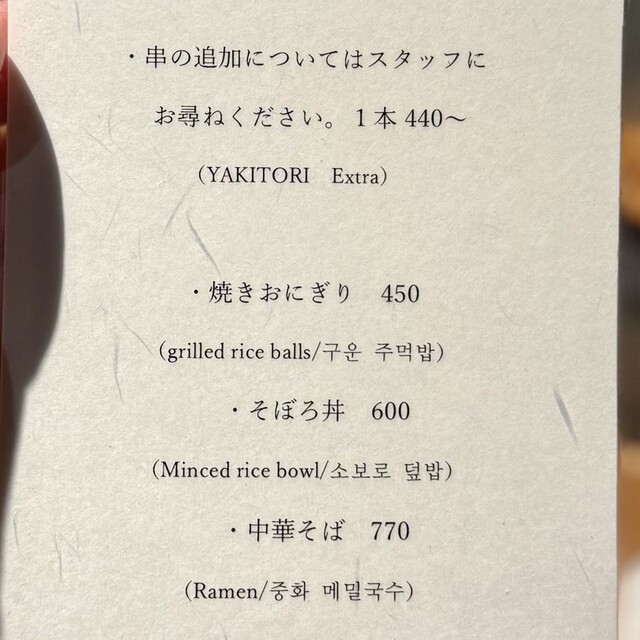 ・串の追加についてはスタッフに
お尋ねください。1本 440～
（YAKITORI　Extra）
・焼きおにぎり　450
（grilled rice balls/구운 주먹밥）
・そぼろ丼　600
（Minced rice bowl/소보로 덮밥）
・中華そば　770
（Ramen/중화 메밀국수）